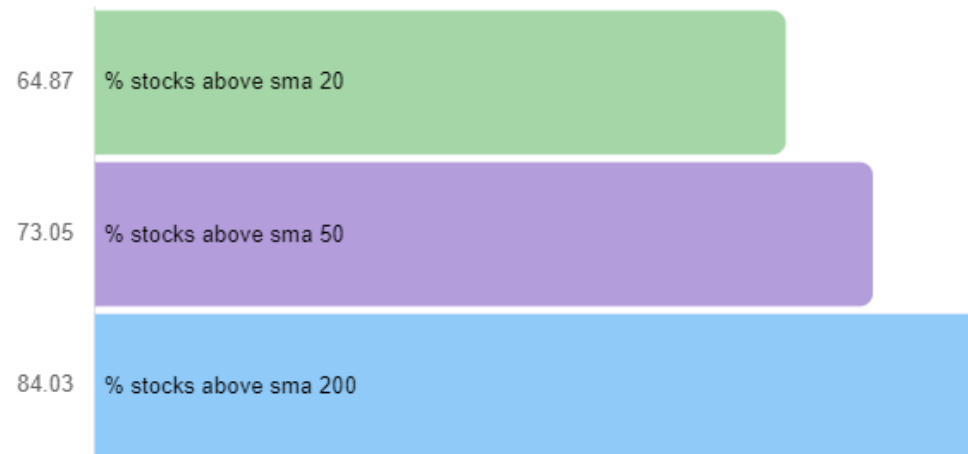 64.87 % stocks above sma 20
73.05 % stocks above sma 50
84.03 % stocks above sma 200